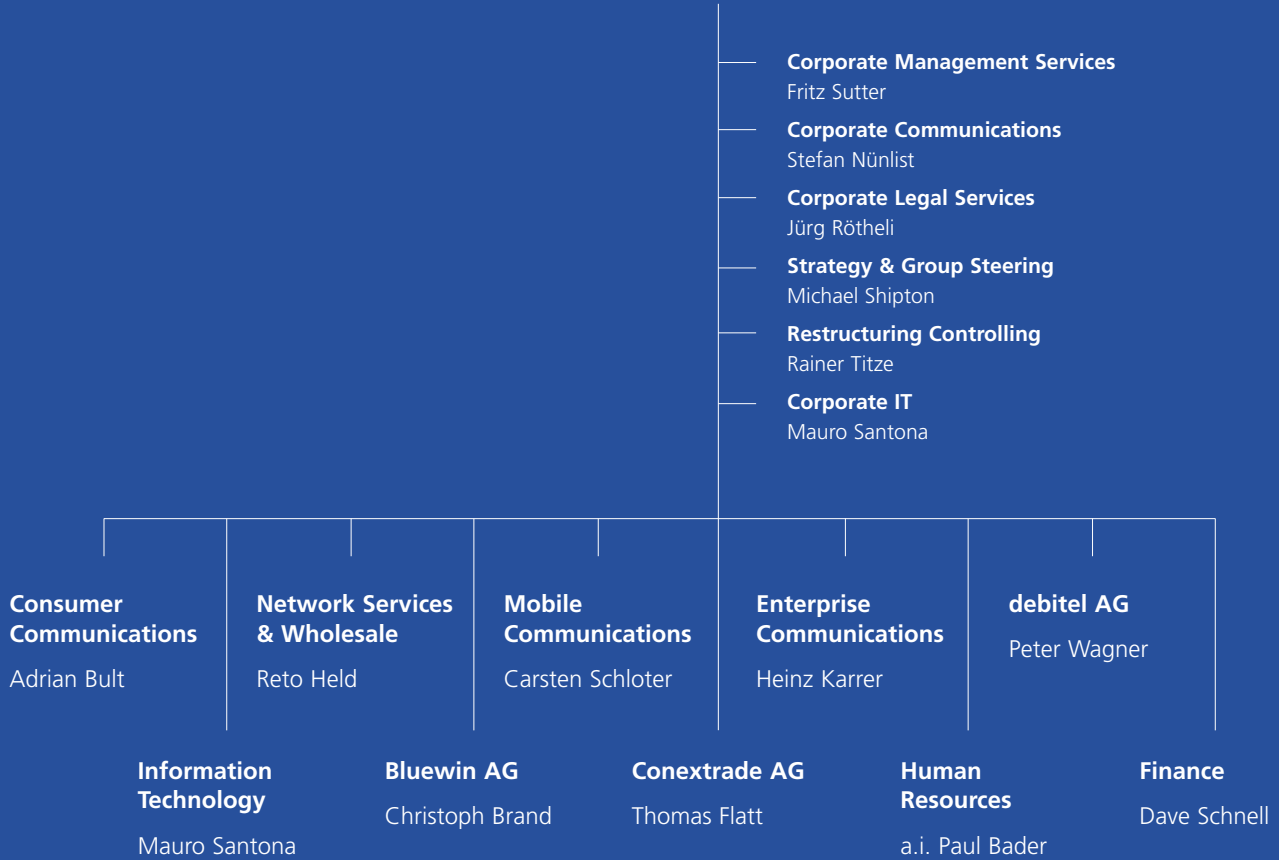 Corporate Management Services
Fritz Sutter
Corporate Communications
Stefan Nünlist
Corporate Legal Services
Jürg Rötheli
Strategy & Group Steering
Michael Shipton
Restructuring Controlling
Rainer Titze
Corporate IT
Mauro Santona
Consumer
Communications
Adrian Bult
Network Services
& Wholesale
Reto Held
Mobile
Communications
Carsten Schloter
Enterprise
Communications
Heinz Karrer
debitel AG
Peter Wagner
Information
Technology
Mauro Santona
Bluewin AG
Christoph Brand
Conextrade AG
Thomas Flatt
Human
Resources
a.i. Paul Bader
Finance
Dave Schnell